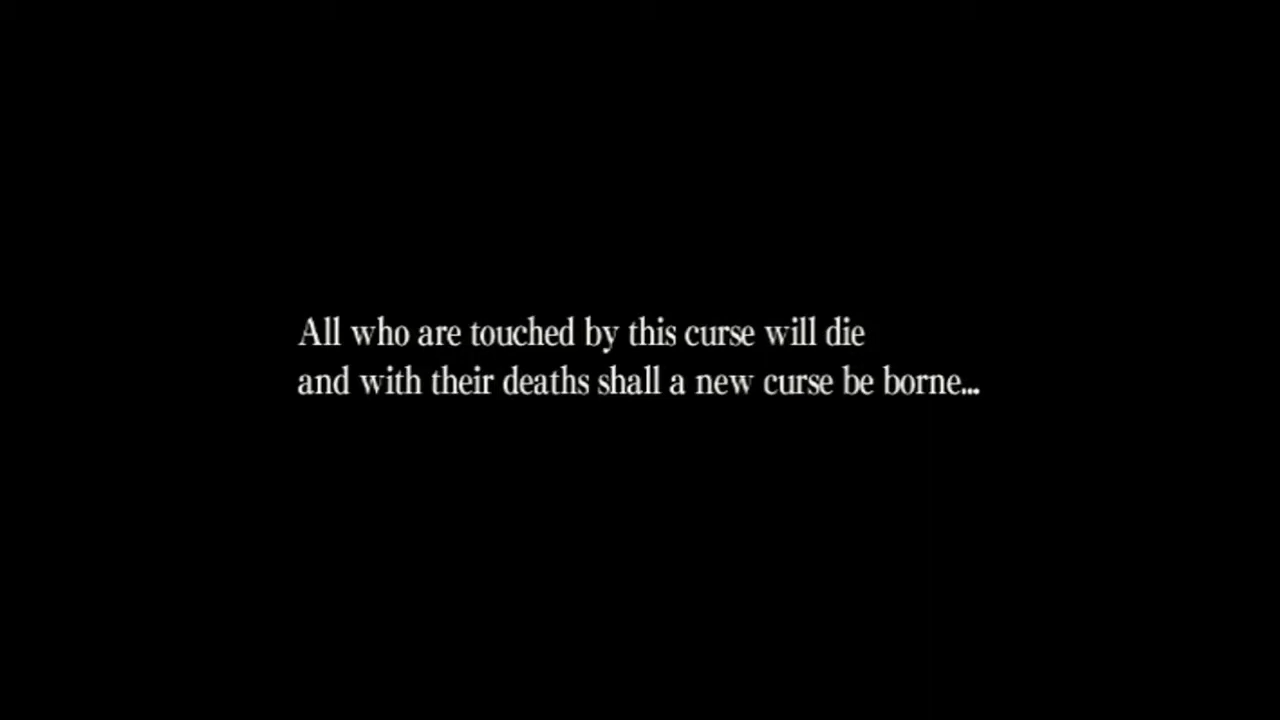 All who are touched by this curse will die
and with their deaths shall a new curse be borne...